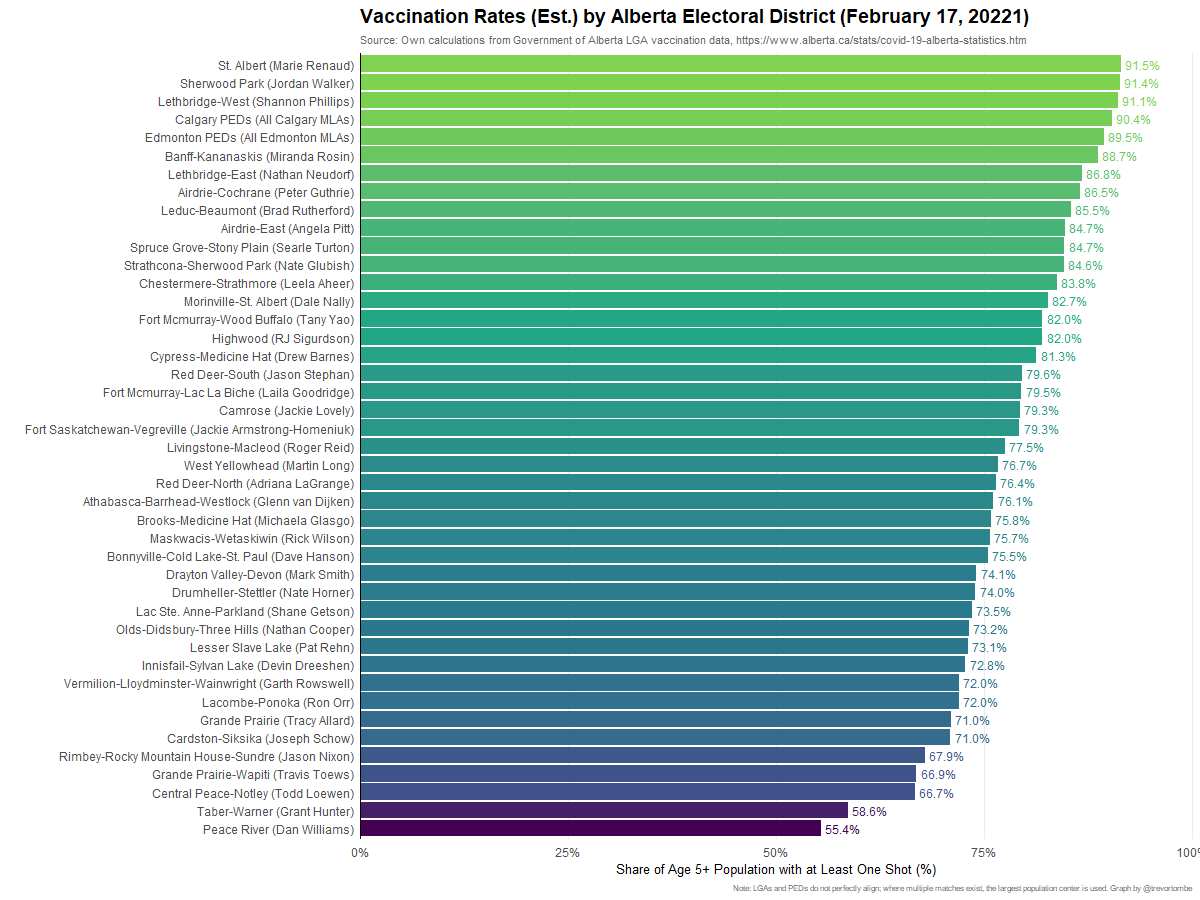 Vaccination Rates (Est.) by Alberta Electoral District (February 17, 20221)
Source: Own calculations from Government of Alberta LGA vaccination data, https://www.alberta.ca/stats/covid-19-alberta-statistics.htm
St. Albert (Marie Renaud) 91.5%
Sherwood Park (Jordan Walker) 91.4%
Lethbridge-West (Shannon Phillips) 91.1%
Calgary PEDs (All Calgary MLAs) 90.4%
Edmonton PEDs (All Edmonton MLAs) 89.5%
Banff-Kananaskis (Miranda Rosin) 88.7%
Lethbridge-East (Nathan Neudorf) 86.8%
Airdrie-Cochrane (Peter Guthrie) 86.5%
Leduc-Beaumont (Brad Rutherford) 85.5%
Airdrie-East (Angela Pitt) 84.7%
Spruce Grove-Stony Plain (Searle Turton) 84.7%
Strathcona-Sherwood Park (Nate Glubish) 84.6%
Chestermere-Strathmore (Leela Aheer) 83.8%
Morinville-St. Albert (Dale Nally) 82.7%
Fort Mcmurray-Wood Buffalo (Tany Yao) 82.0%
Highwood (RJ Sigurdson) 82.0%
Cypress-Medicine Hat (Drew Barnes) 81.3%
Red Deer-South (Jason Stephan) 79.6%
Fort Mcmurray-Lac La Biche (Laila Goodridge) 79.5%
Camrose (Jackie Lovely) 79.3%
Fort Saskatchewan-Vegreville (Jackie Armstrong-Homeniuk) 79.3%
Livingstone-Macleod (Roger Reid) 77.5%
West Yellowhead (Martin Long) 76.7%
Red Deer-North (Adriana LaGrange) 76.4%
Athabasca-Barrhead-Westlock (Glenn van Dijken) 76.1%
Brooks-Medicine Hat (Michaela Glasgo) 75.8%
Maskwacis-Wetaskiwin (Rick Wilson) 75.7%
Bonnyville-Cold Lake-St. Paul (Dave Hanson) 75.5%
Drayton Valley-Devon (Mark Smith) 74.1%
Drumheller-Stettler (Nate Horner) 74.0%
Lac Ste. Anne-Parkland (Shane Getson) 73.5%
Olds-Didsbury-Three Hills (Nathan Cooper) 73.2%
Lesser Slave Lake (Pat Rehn) 73.1%
Innisfail-Sylvan Lake (Devin Dreeshen) 72.8%
Vermilion-Lloydminster-Wainwright (Garth Rowswell) 72.0%
Lacombe-Ponoka (Ron Orr) 72.0%
Grande Prairie (Tracy Allard) 71.0%
Cardston-Siksika (Joseph Schow) 71.0%
Rimbey-Rocky Mountain House-Sundre (Jason Nixon) 67.9%
Grande Prairie-Wapiti (Travis Toews) 66.9%
Central Peace-Notley (Todd Loewen) 66.7%
Taber-Warner (Grant Hunter) 58.6%
Peace River (Dan Williams) 55.4%
0% 25% 50% 75% 100%
Share of Age 5+ Population with at Least One Shot (%)
Note: LGAs and PEDs do not perfectly align; where multiple matches exist, the largest population center is used. Graph by @trevortombe